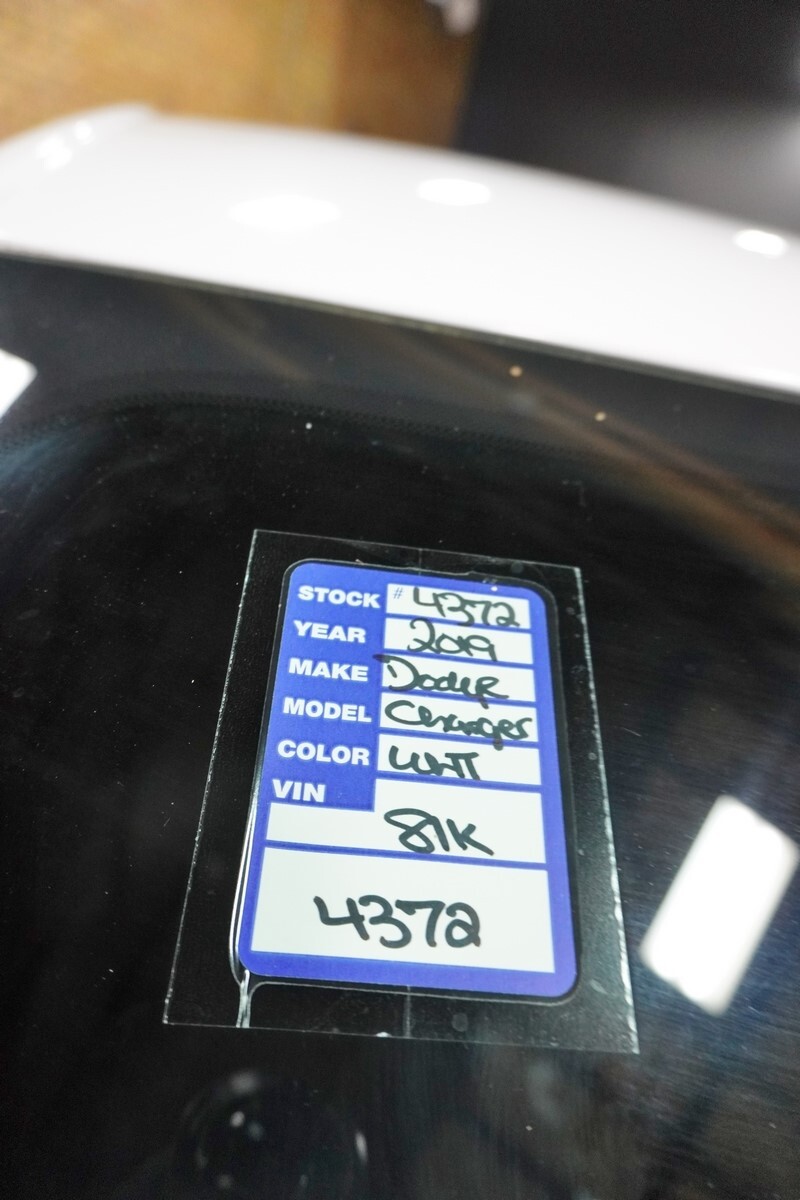 STOCK # 4372
YEAR 2019
MAKE Dodge
MODEL Charger
COLOR WHT
VIN
81K
4372